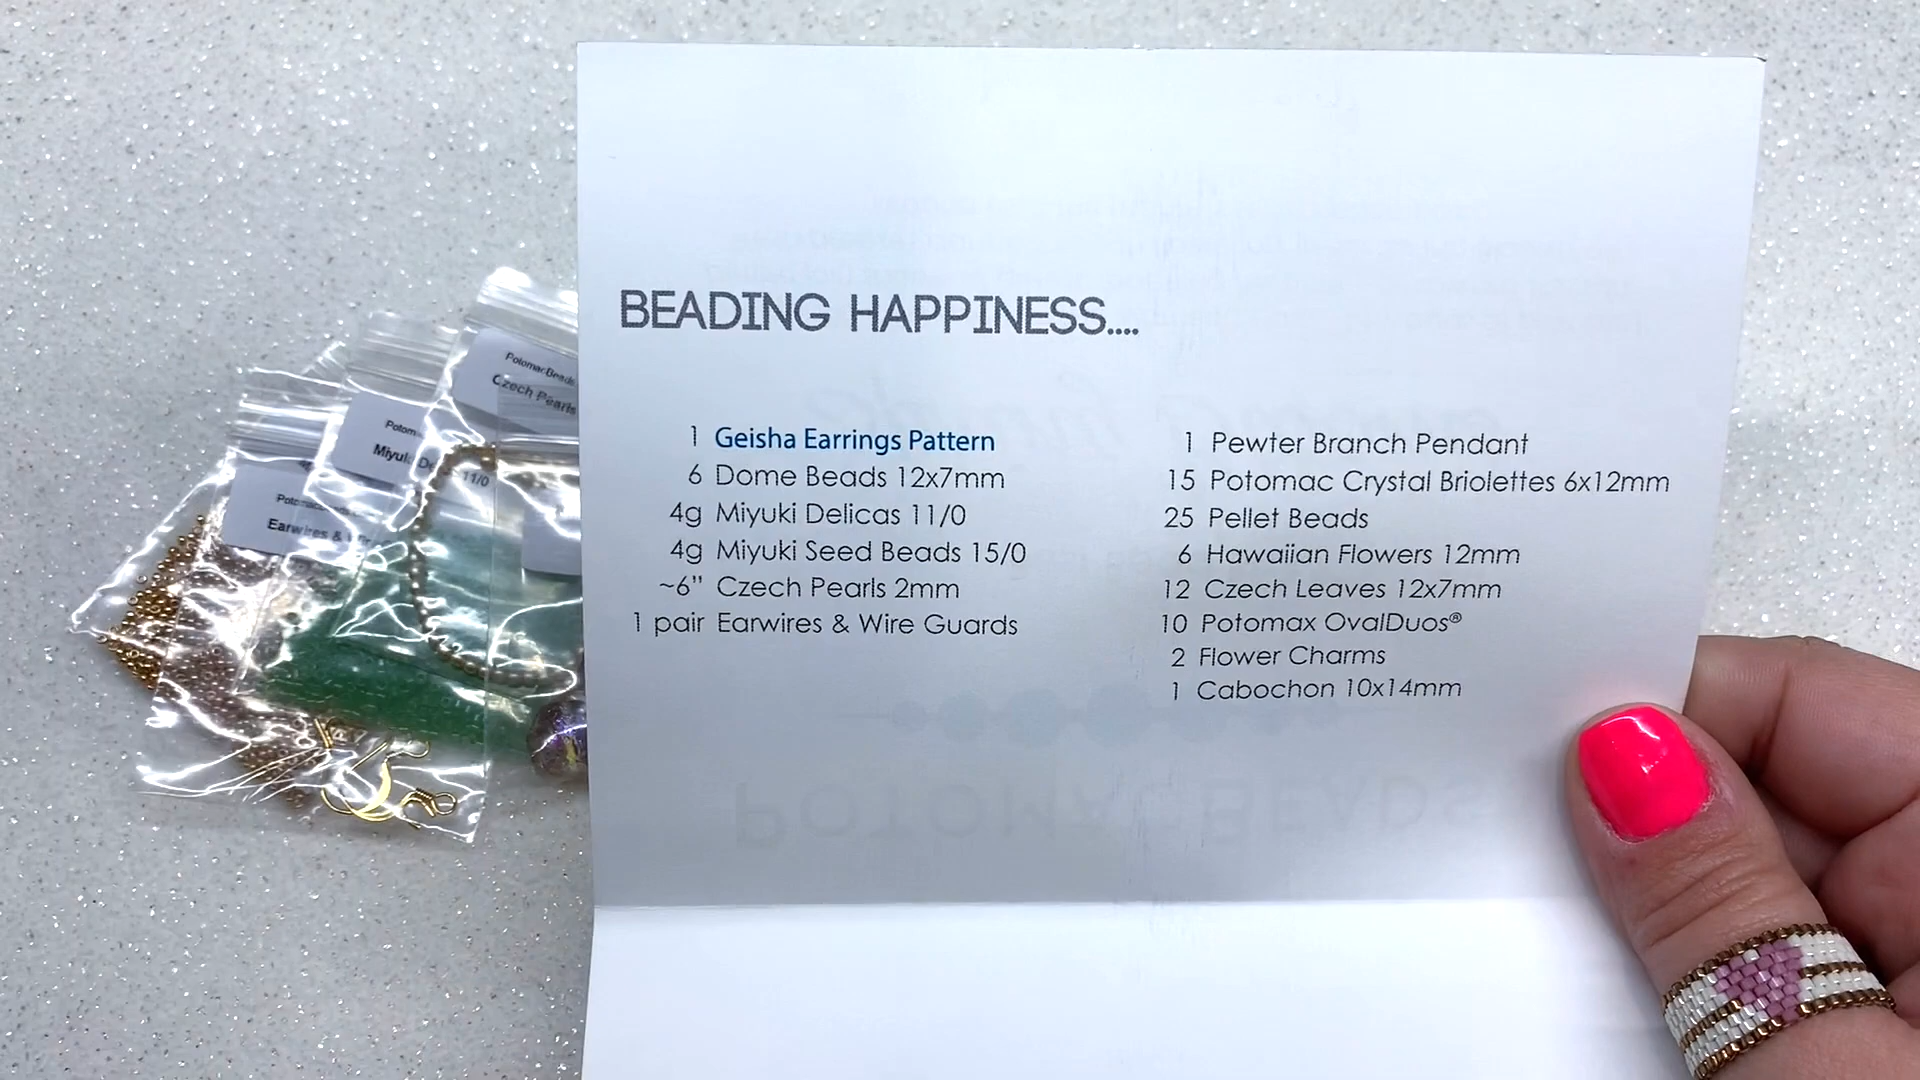 BEADING HAPPINESS....
1 Geisha Earrings Pattern
6 Dome Beads 12x7mm
4g Miyuki Delicas 11/0
4g Miyuki Seed Beads 15/0
~6" Czech Pearls 2mm
1 pair Earwires & Wire Guards
1 Pewter Branch Pendant
15 Potomac Crystal Briolettes 6x12mm
25 Pellet Beads
6 Hawaiian Flowers 12mm
12 Czech Leaves 12x7mm
10 Potomax OvalDuos®
2 Flower Charms
1 Cabochon 10x14mm
PotomacBeads
Czech Pearls
Miyuki De
11/0
Earwires &
POTOMAC BEADS